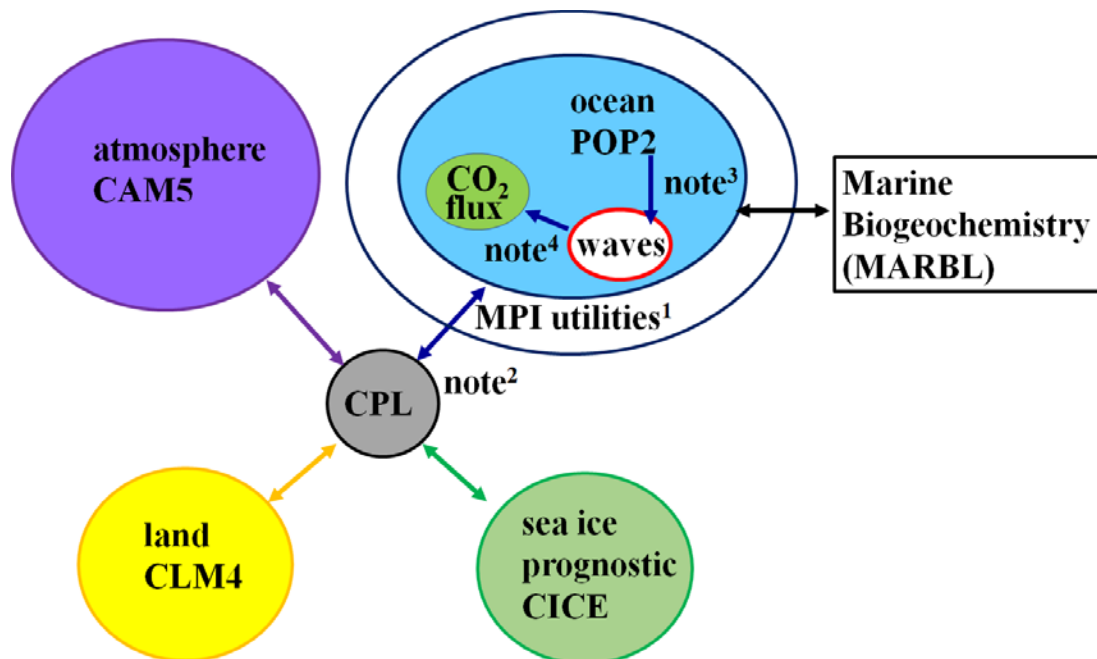 atmosphere
CAM5
ocean
POP2
note³
CO₂
flux
note⁴
waves
MPI utilities¹
Marine
Biogeochemistry
(MARBL)
CPL
note²
land
CLM4
sea ice
prognostic
CICE